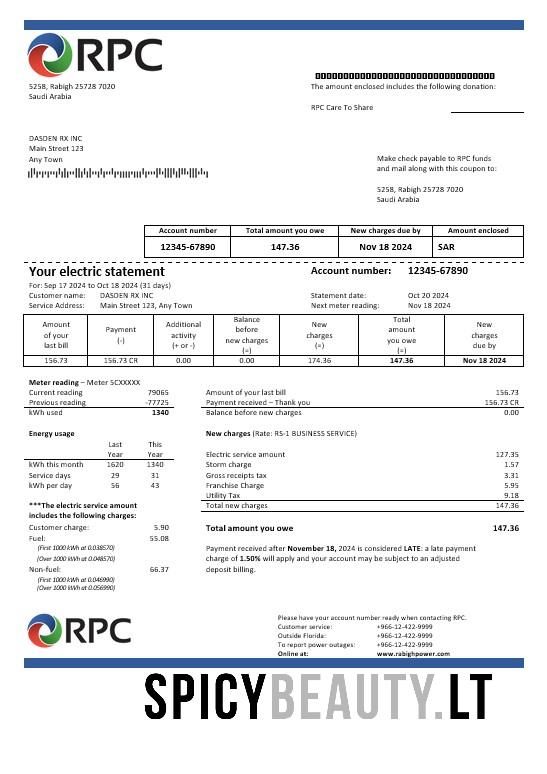 RPC
5258, Rabigh 25728 7020
Saudi Arabia
The amount enclosed includes the following donation:
RPC Care To Share
DASDEN RX INC
Main Street 123
Any Town
Make check payable to RPC funds
and mail along with this coupon to:
5258, Rabigh 25728 7020
Saudi Arabia
Account number Total amount you owe New charges due by Amount enclosed
12345-67890 147.36 Nov 18 2024 SAR
Your electric statement Account number: 12345-67890
For: Sep 17 2024 to Oct 18 2024 (31 days)
Customer name: DASDEN RX INC Statement date: Oct 20 2024
Service Address: Main Street 123, Any Town Next meter reading: Nov 18 2024
Amount of your last bill Payment (-) Additional activity (+ or -) Balance before new charges (=) New charges (=) Total amount you owe (=) New charges due by
156.73 156.73 CR 0.00 0.00 174.36 147.36 Nov 18 2024
Meter reading – Meter 5CXXXXX
Current reading 79065 Amount of your last bill 156.73
Previous reading -77725 Payment received – Thank you 156.73 CR
kWh used 1340 Balance before new charges 0.00
Energy usage New charges (Rate: RS-1 BUSINESS SERVICE)
Last Year This Year
kWh this month 1620 1340
Service days 29 31
kWh per day 56 43
Electric service amount 127.35
Storm charge 1.57
Gross receipts tax 3.31
Franchise Charge 5.95
Utility Tax 9.18
Total new charges 147.36
***The electric service amount
includes the following charges:
Customer charge: 5.90
Fuel: 55.08
(First 1000 kWh at 0.038570)
(Over 1000 kWh at 0.048570)
Non-fuel: 66.37
(First 1000 kWh at 0.046990)
(Over 1000 kWh at 0.056990)
Total amount you owe 147.36
Payment received after November 18, 2024 is considered LATE: a late payment
charge of 1.50% will apply and your account may be subject to an adjusted
deposit billing.
RPC
Please have your account number ready when contacting RPC.
Customer service: +966-12-422-9999
Outside Florida: +966-12-422-9999
To report power outages: +966-12-422-9999
Online at: www.rabighpower.com
SPICYBEAUTY.LT